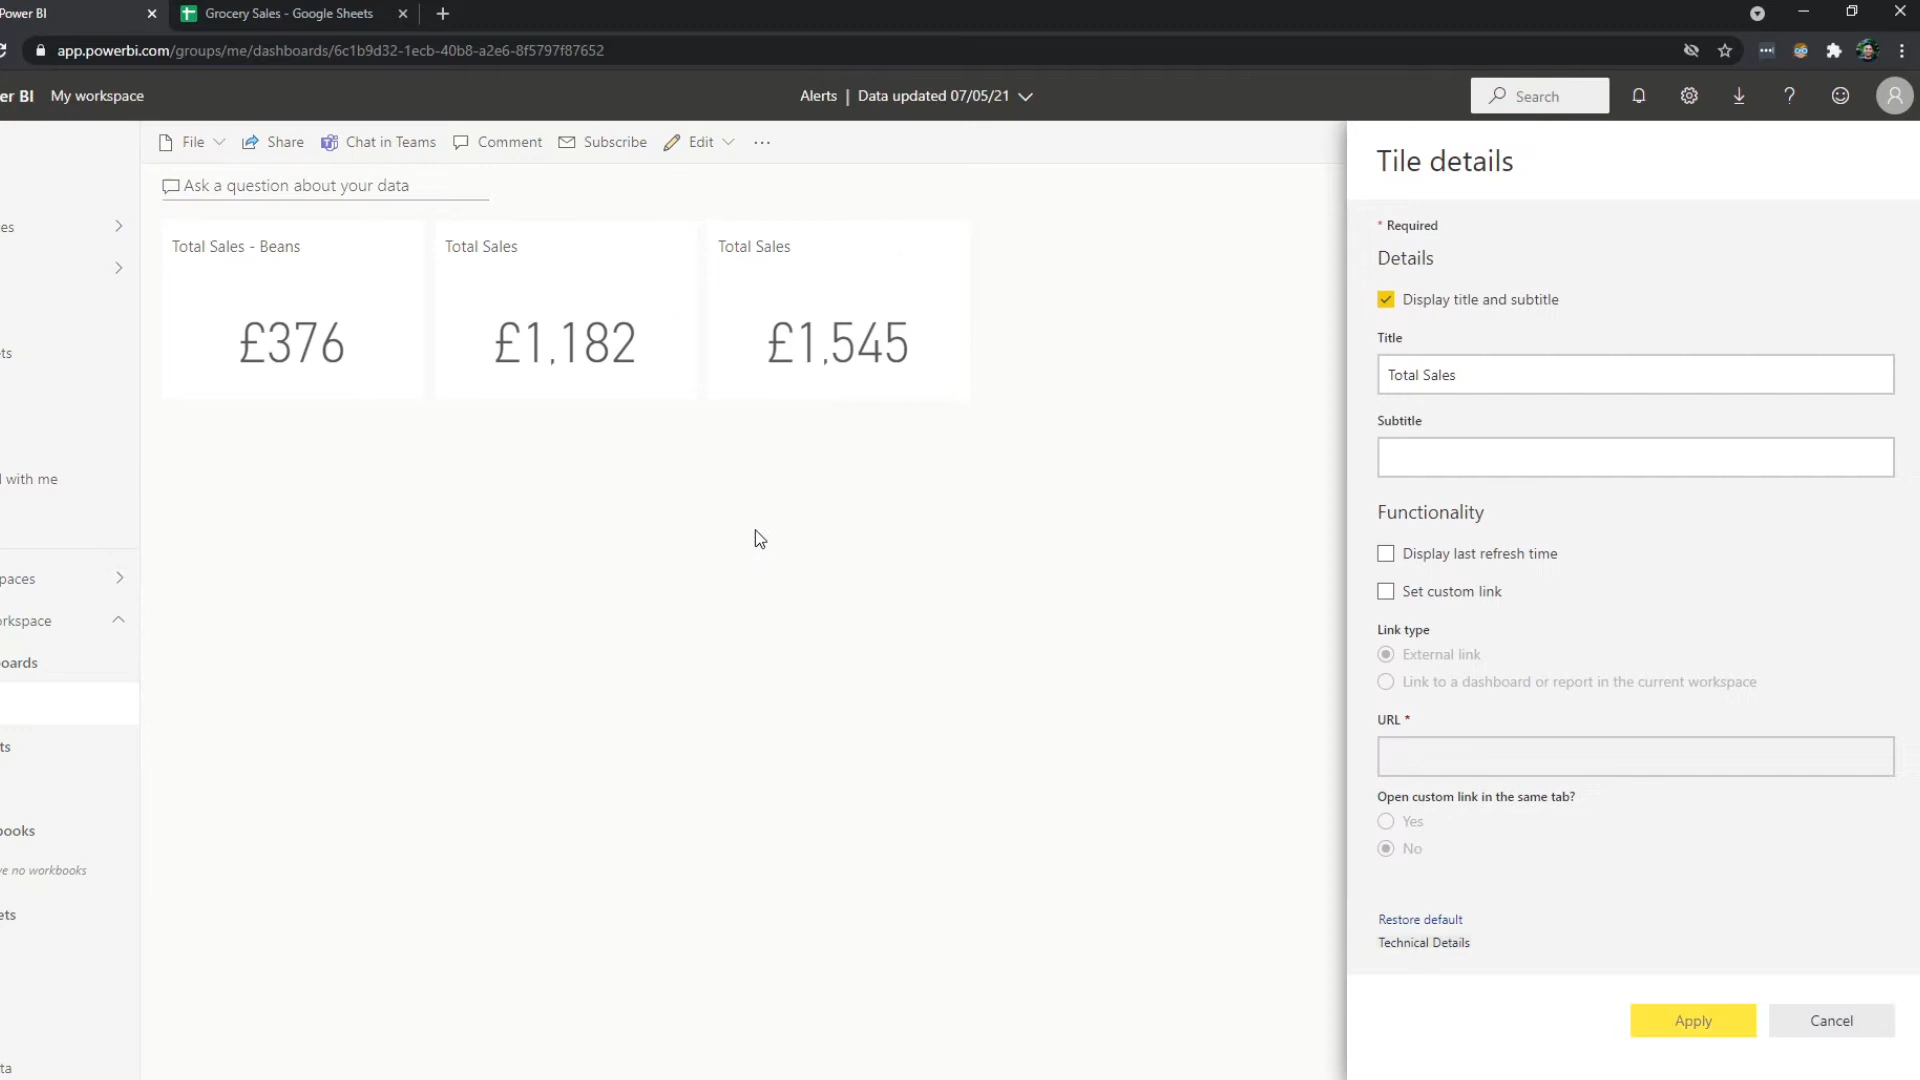 Power BI
Grocery Sales - Google Sheets
app.powerbi.com/groups/me/dashboards/6c1b9d32-1ecb-40b8-a2e6-8f5797f87652
er BI My workspace
Alerts | Data updated 07/05/21
Search
File Share Chat in Teams Comment Subscribe Edit ...
Ask a question about your data
Total Sales - Beans
£376
Total Sales
£1,182
Total Sales
£1,545
es
ts
with me
paces
orkspace
boards
ts
books
ve no workbooks
ets
ta
Tile details
* Required
Details
Display title and subtitle
Title
Total Sales
Subtitle
Functionality
Display last refresh time
Set custom link
Link type
External link
Link to a dashboard or report in the current workspace
URL *
Open custom link in the same tab?
Yes
No
Restore default
Technical Details
Apply
Cancel